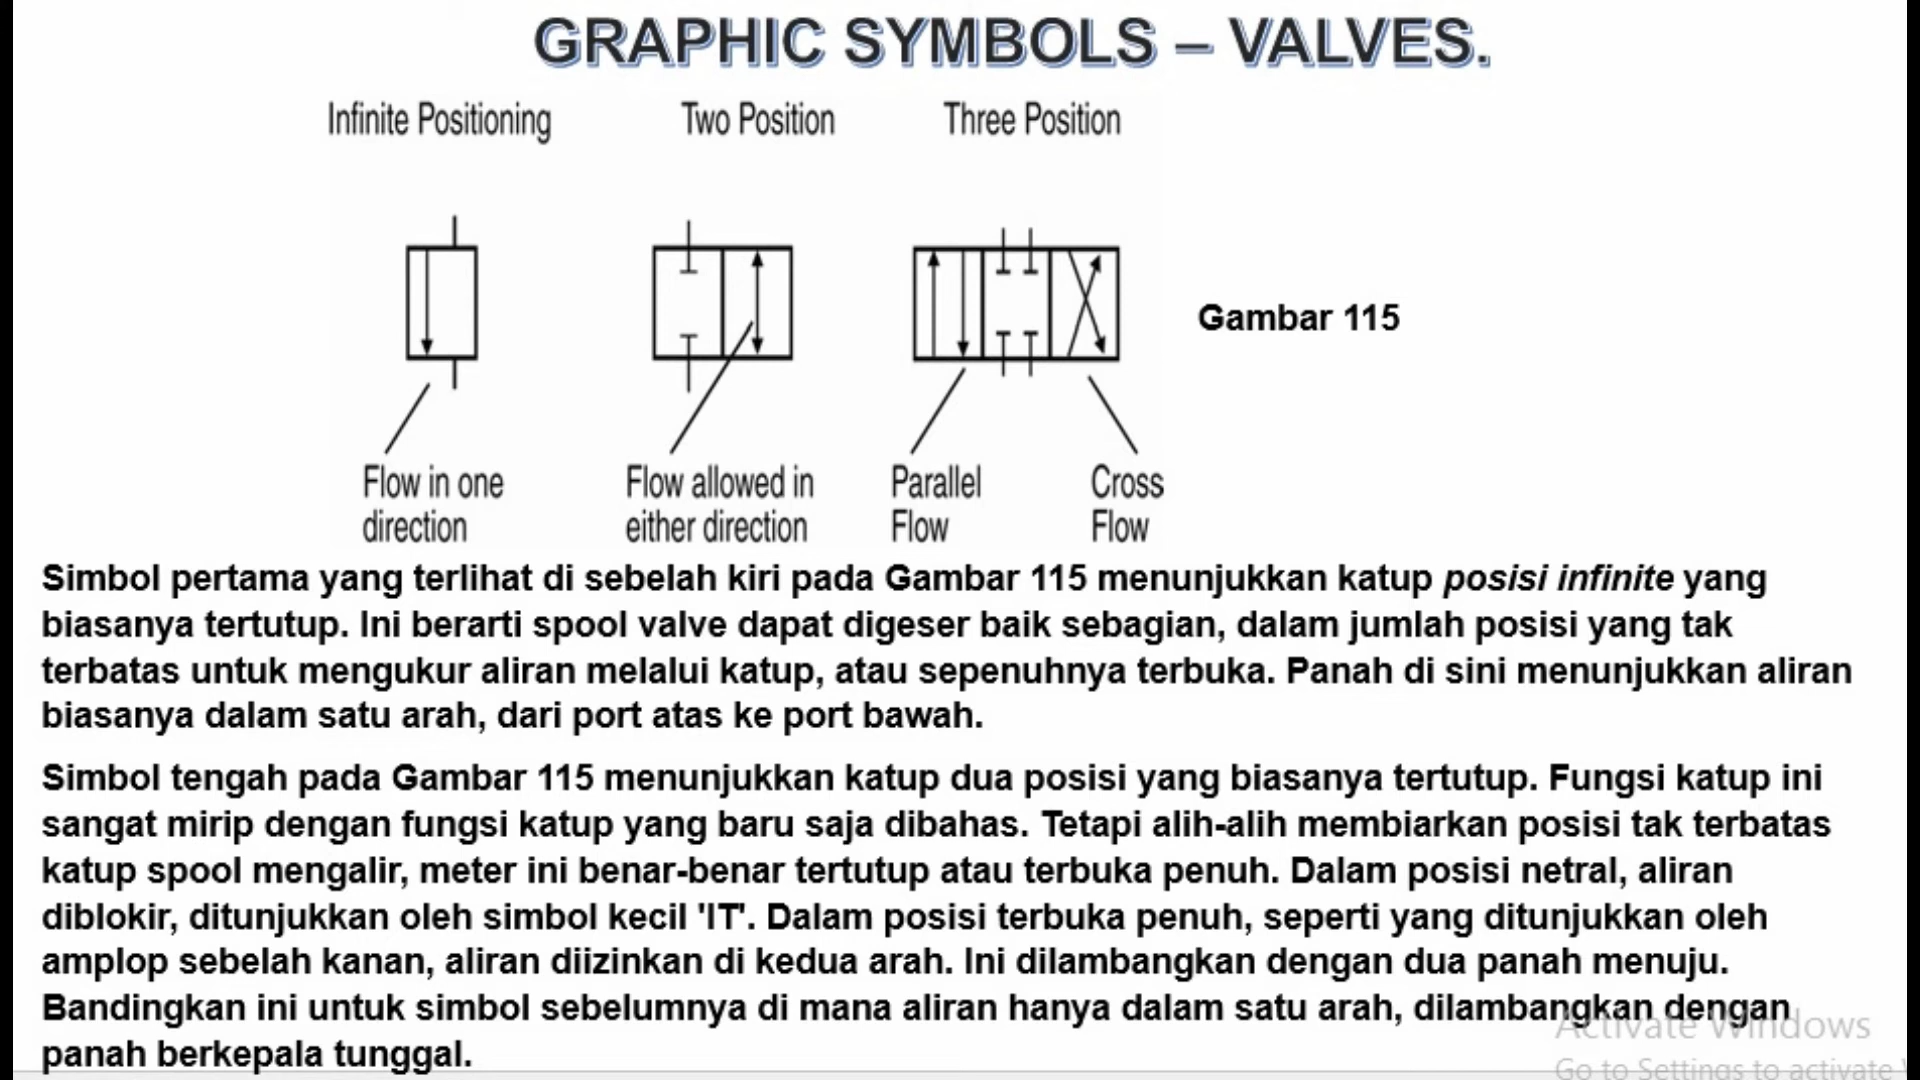 GRAPHIC SYMBOLS – VALVES.
Infinite Positioning
Two Position
Three Position
Gambar 115
Flow in one
direction
Flow allowed in
either direction
Parallel
Flow
Cross
Flow
Simbol pertama yang terlihat di sebelah kiri pada Gambar 115 menunjukkan katup posisi infinite yang
biasanya tertutup. Ini berarti spool valve dapat digeser baik sebagian, dalam jumlah posisi yang tak
terbatas untuk mengukur aliran melalui katup, atau sepenuhnya terbuka. Panah di sini menunjukkan aliran
biasanya dalam satu arah, dari port atas ke port bawah.
Simbol tengah pada Gambar 115 menunjukkan katup dua posisi yang biasanya tertutup. Fungsi katup ini
sangat mirip dengan fungsi katup yang baru saja dibahas. Tetapi alih-alih membiarkan posisi tak terbatas
katup spool mengalir, meter ini benar-benar tertutup atau terbuka penuh. Dalam posisi netral, aliran
diblokir, ditunjukkan oleh simbol kecil 'IT'. Dalam posisi terbuka penuh, seperti yang ditunjukkan oleh
amplop sebelah kanan, aliran diizinkan di kedua arah. Ini dilambangkan dengan dua panah menuju.
Bandingkan ini untuk simbol sebelumnya di mana aliran hanya dalam satu arah, dilambangkan dengan
panah berkepala tunggal.
Activate Windows
Go to Settings to activate